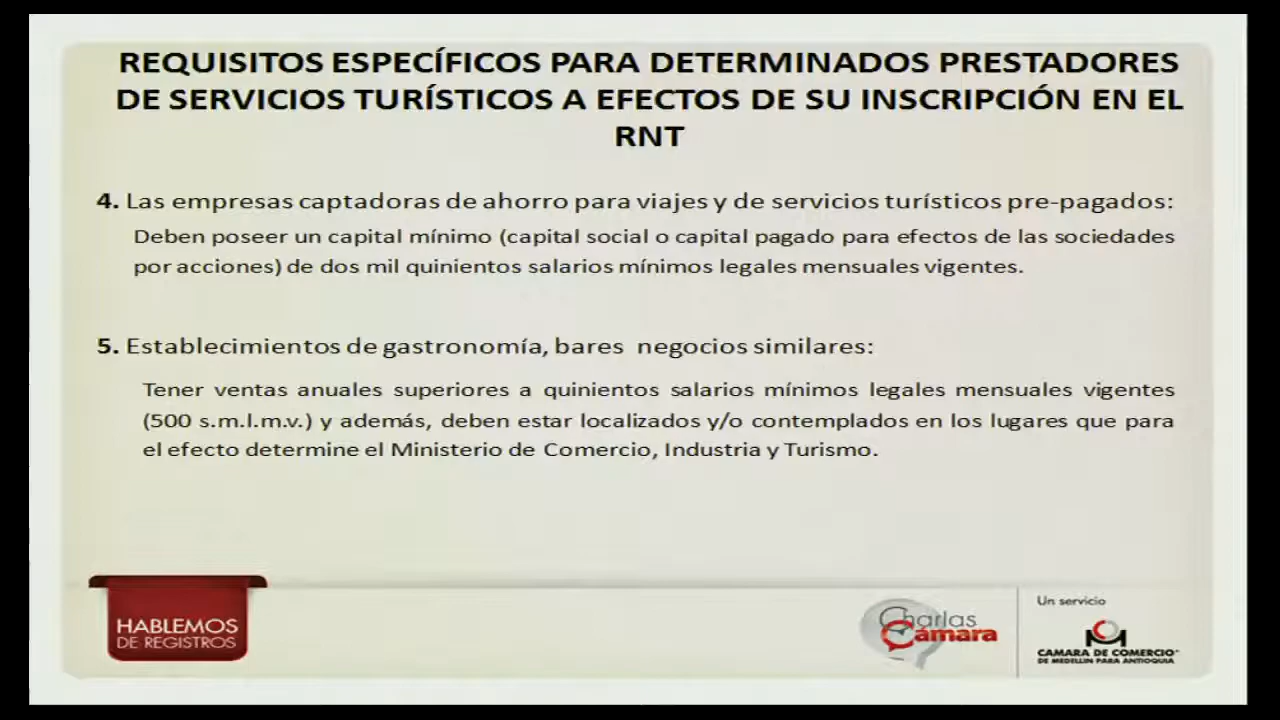 REQUISITOS ESPECÍFICOS PARA DETERMINADOS PRESTADORES
DE SERVICIOS TURÍSTICOS A EFECTOS DE SU INSCRIPCIÓN EN EL
RNT
4. Las empresas captadoras de ahorro para viajes y de servicios turísticos pre-pagados:
Deben poseer un capital mínimo (capital social o capital pagado para efectos de las sociedades
por acciones) de dos mil quinientos salarios mínimos legales mensuales vigentes.
5. Establecimientos de gastronomía, bares negocios similares:
Tener ventas anuales superiores a quinientos salarios mínimos legales mensuales vigentes
(500 s.m.l.m.v.) y además, deben estar localizados y/o contemplados en los lugares que para
el efecto determine el Ministerio de Comercio, Industria y Turismo.
HABLEMOS
DE REGISTROS
Charlas
Cámara
Un servicio
CAMARA DE COMERCIO
DE MEDELLIN PARA ANTIOQUIA